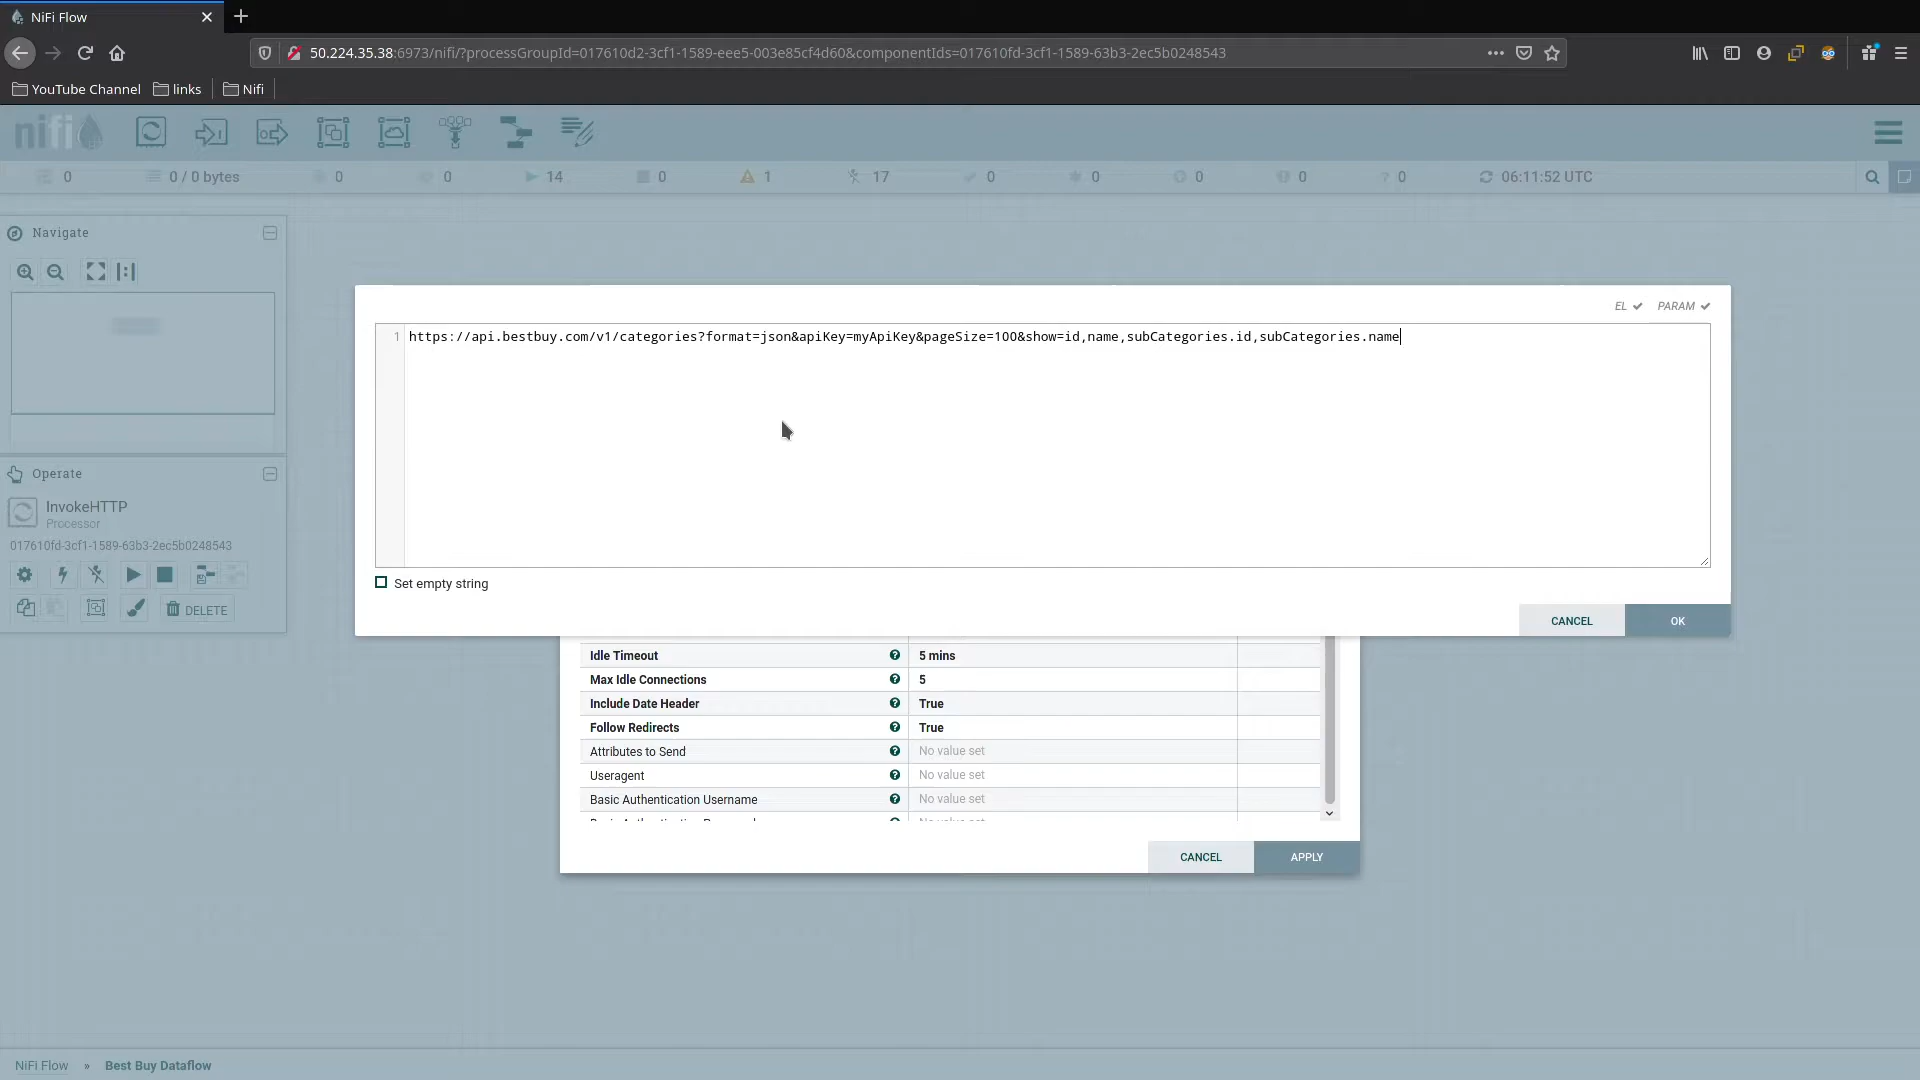 NiFi Flow
50.224.35.38:6973/nifi/?processGroupId=017610d2-3cf1-1589-eee5-003e85cf4d60&componentIds=017610fd-3cf1-1589-63b3-2ec5b0248543
YouTube Channel links Nifi
nifi
0 0 / 0 bytes 0 0 14 0 1 17 0 0 0 0 0 06:11:52 UTC
Navigate
EL PARAM
1 https://api.bestbuy.com/v1/categories?format=json&apiKey=myApiKey&pageSize=100&show=id,name,subCategories.id,subCategories.name
Operate
InvokeHTTP
Processor
017610fd-3cf1-1589-63b3-2ec5b0248543
DELETE
Set empty string
CANCEL OK
Idle Timeout 5 mins
Max Idle Connections 5
Include Date Header True
Follow Redirects True
Attributes to Send No value set
Useragent No value set
Basic Authentication Username No value set
CANCEL APPLY
NiFi Flow » Best Buy Dataflow